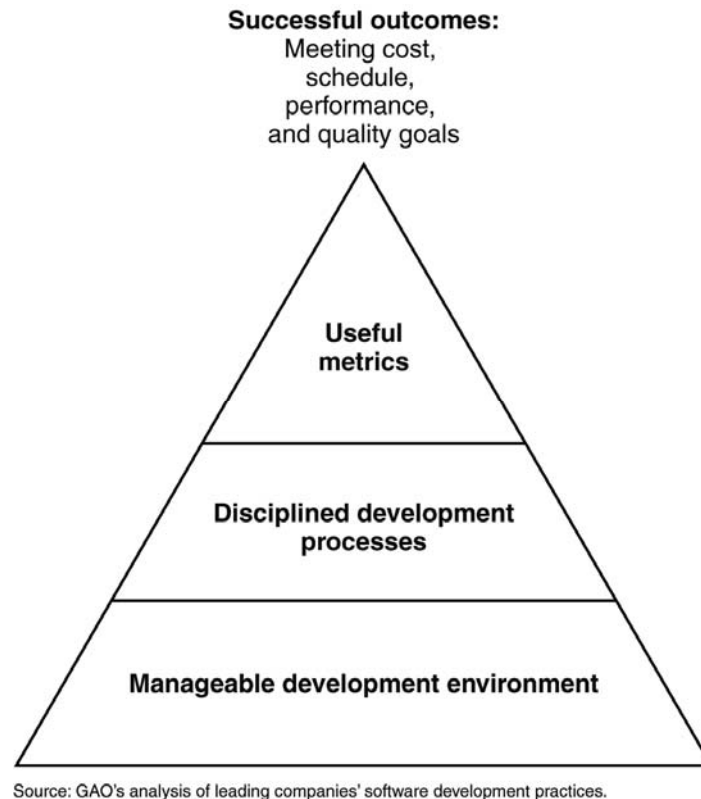 Successful outcomes:
Meeting cost,
schedule,
performance,
and quality goals
Useful
metrics
Disciplined development
processes
Manageable development environment
Source: GAO's analysis of leading companies' software development practices.